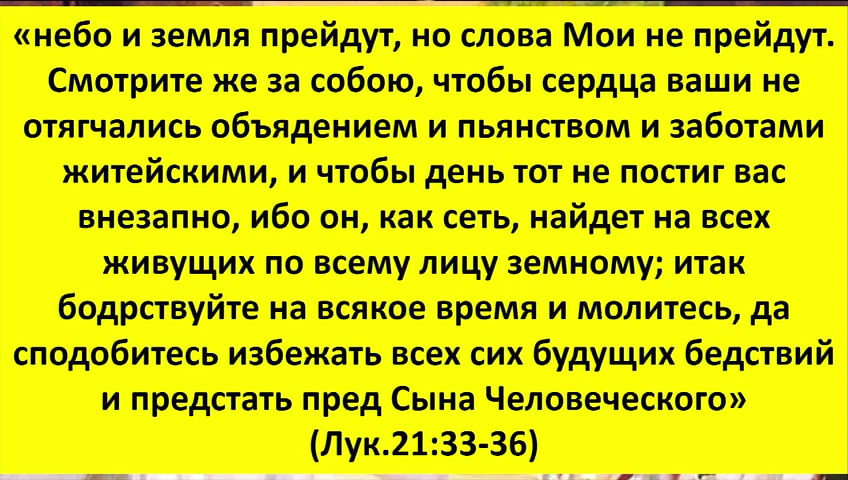 «небо и земля прейдут, но слова Мои не прейдут.
Смотрите же за собою, чтобы сердца ваши не
отягчались объядением и пьянством и заботами
житейскими, и чтобы день тот не постиг вас
внезапно, ибо он, как сеть, найдет на всех
живущих по всему лицу земному; итак
бодрствуйте на всякое время и молитесь, да
сподобитесь избежать всех сих будущих бедствий
и предстать пред Сына Человеческого»
(Лук.21:33-36)